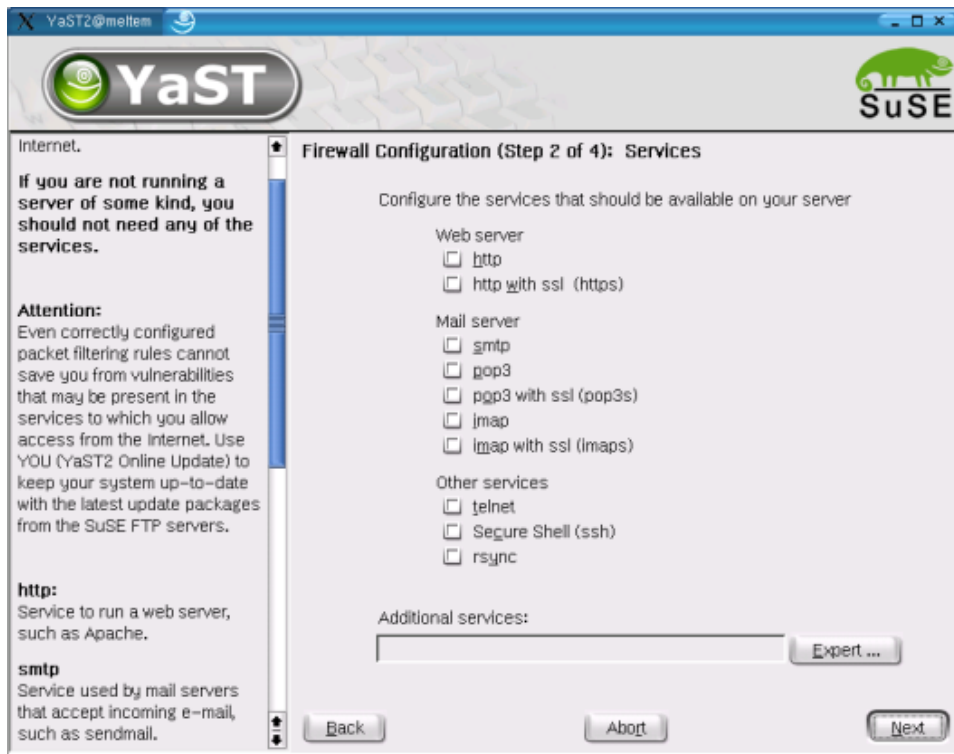 YaST2@meltem
YaST
SuSE
Internet.
If you are not running a
server of some kind, you
should not need any of the
services.
Attention:
Even correctly configured
packet filtering rules cannot
save you from vulnerabilities
that may be present in the
services to which you allow
access from the Internet. Use
YOU (YaST2 Online Update) to
keep your system up-to-date
with the latest update packages
from the SuSE FTP servers.
http:
Service to run a web server,
such as Apache.
smtp
Service used by mail servers
that accept incoming e-mail,
such as sendmail.
Firewall Configuration (Step 2 of 4): Services
Configure the services that should be available on your server
Web server
http
http with ssl (https)
Mail server
smtp
pop3
pop3 with ssl (pop3s)
imap
imap with ssl (imaps)
Other services
telnet
Secure Shell (ssh)
rsync
Additional services:
Expert ...
Back
Abort
Next